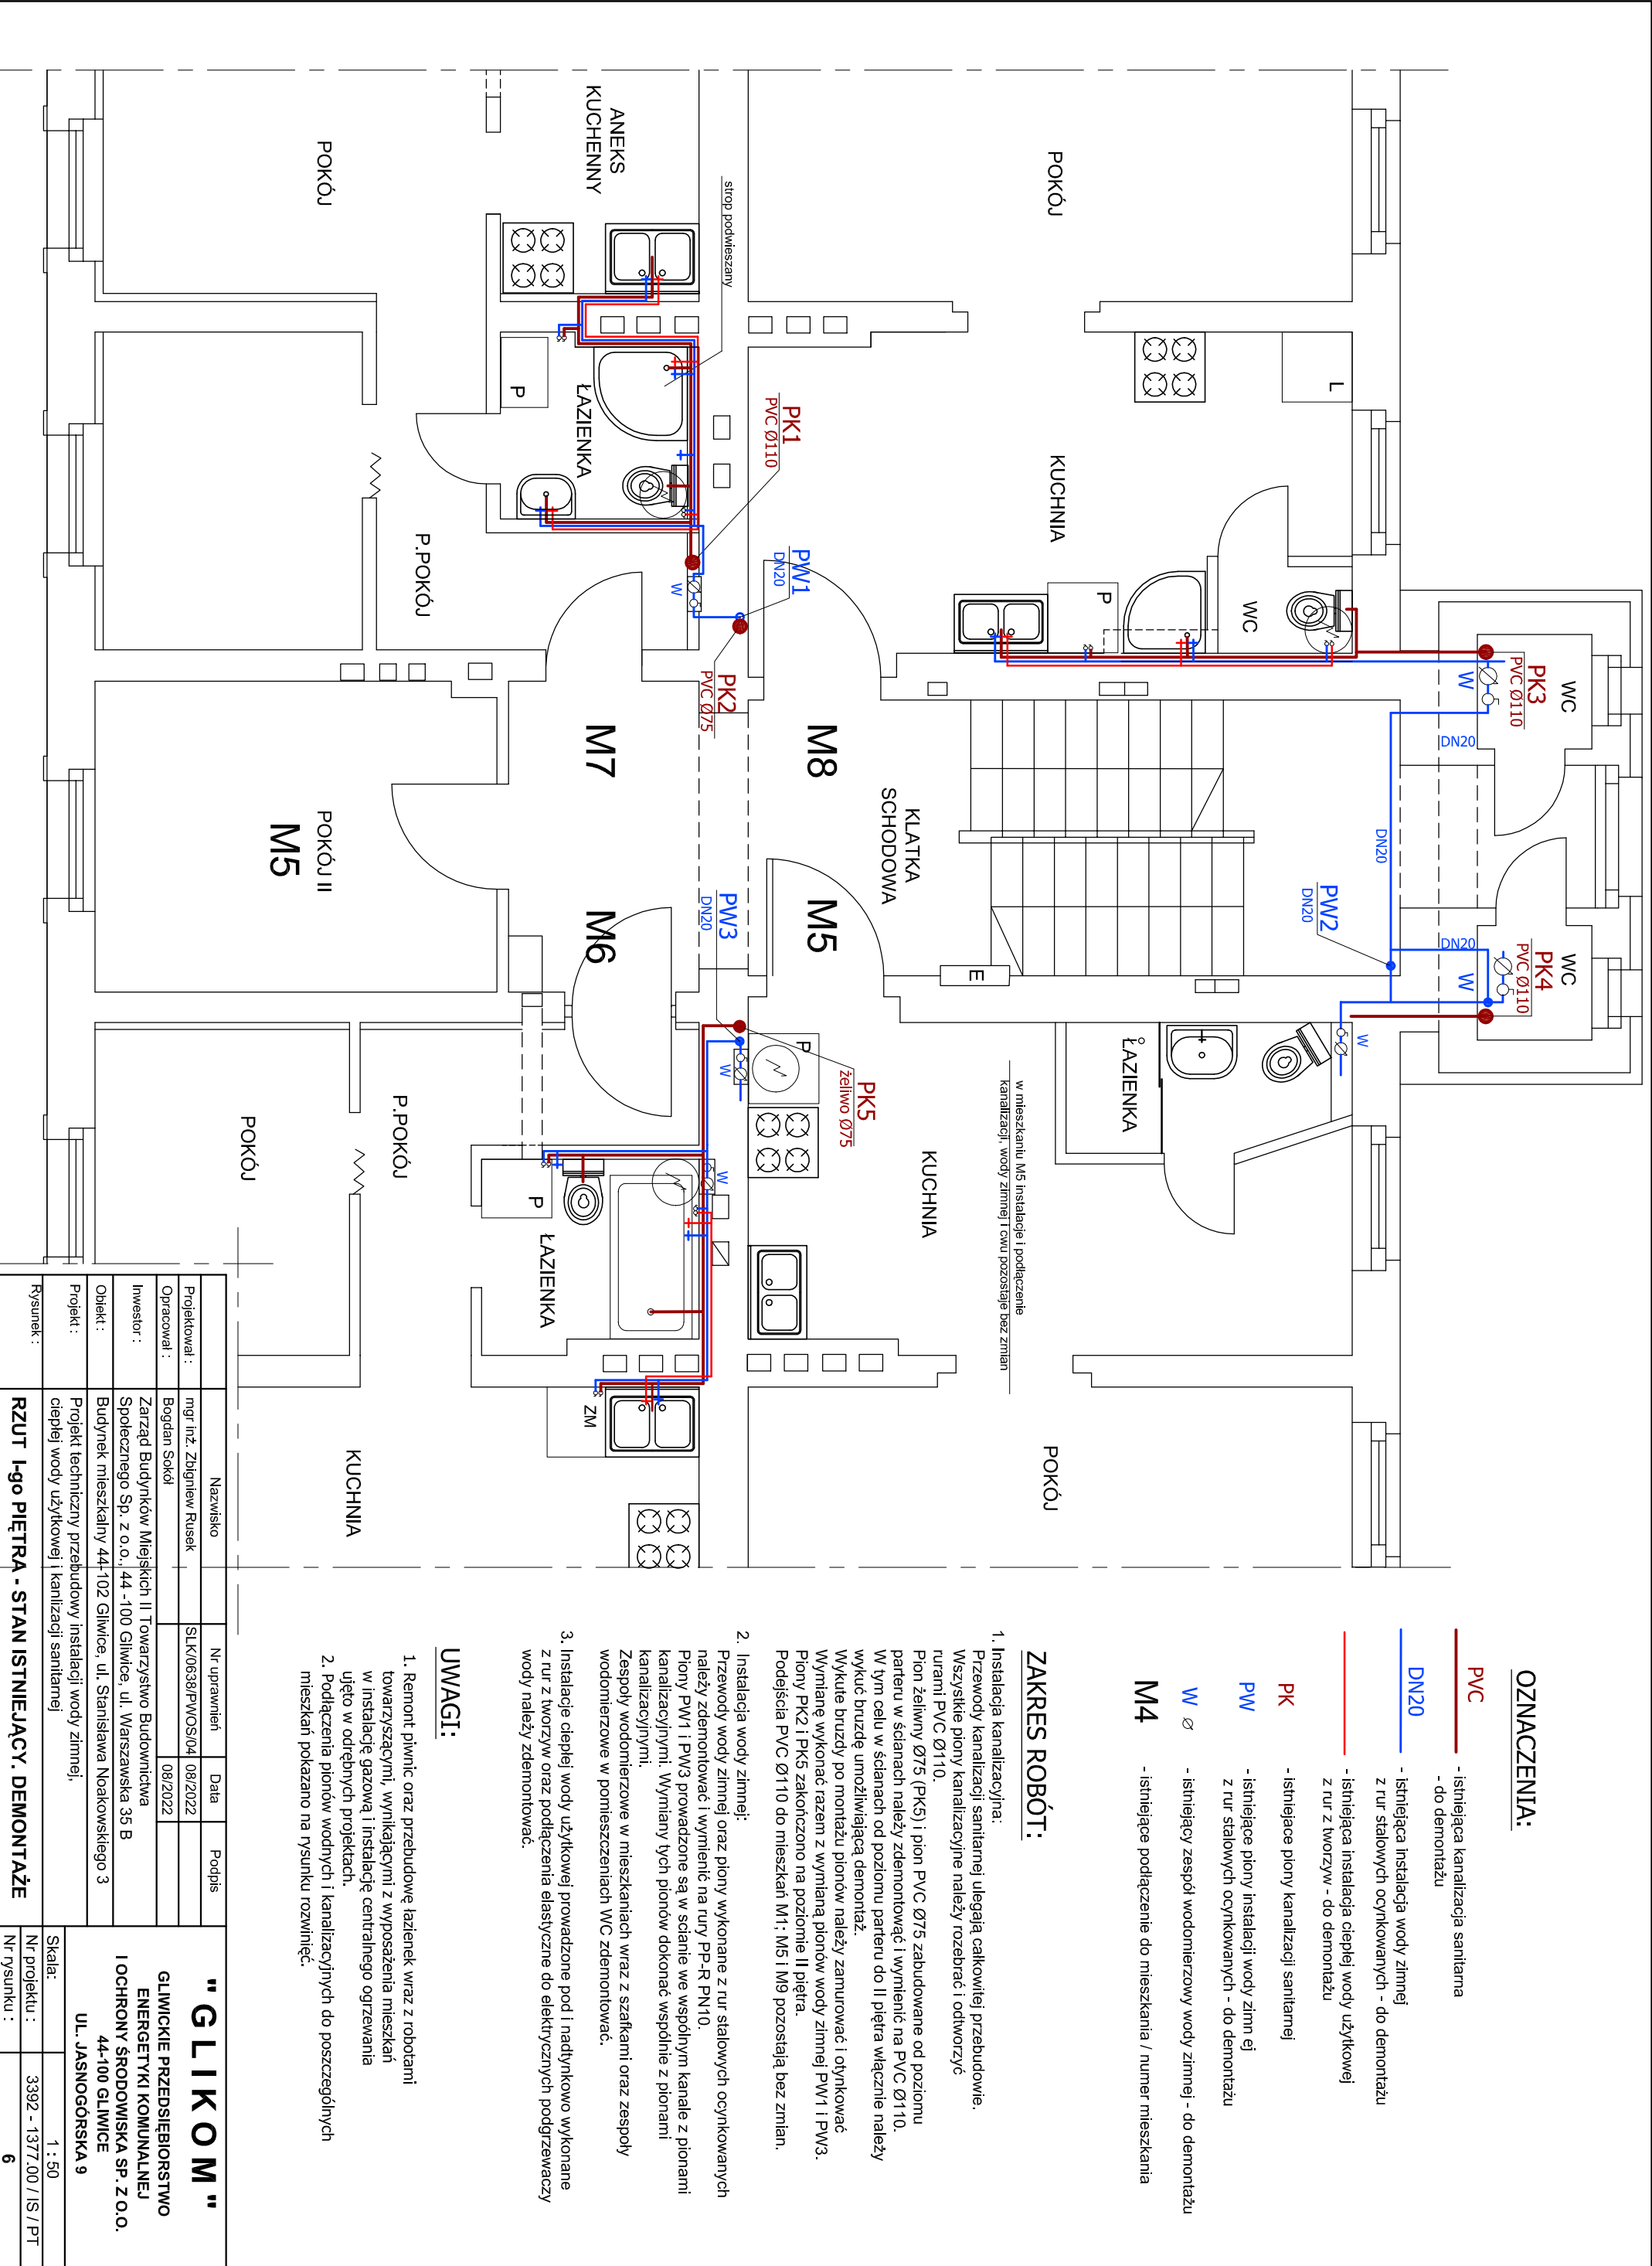 OZNACZENIA:
PVC
- istniejąca kanalizacja sanitarna
- do demontażu
DN20
- istniejąca instalacja wody zimnej
z rur stalowych ocynkowanych - do demontażu
- istniejąca instalacja ciepłej wody użytkowej
z rur z tworzyw - do demontażu
PK
- istniejące piony kanalizacji sanitarnej
PW
- istniejące piony instalacji wody zimn ej
z rur stalowych ocynkowanych - do demontażu
W ⌀ - istniejący zespół wodomierzowy wody zimnej - do demontażu
M4 - istniejące podłączenie do mieszkania / numer mieszkania
ZAKRES ROBÓT:
1. Instalacja kanalizacyjna:
Przewody kanalizacji sanitarnej ulegają całkowitej przebudowie.
Wszystkie piony kanalizacyjne należy rozebrać i odtworzyć
rurami PVC Ø110.
Pion żeliwny Ø75 (PK5) i pion PVC Ø75 zabudowane od poziomu
parteru w ścianach należy zdemontować i wymienić na PVC Ø110.
W tym celu w ścianach od poziomu parteru do II piętra włącznie należy
wykuć bruzdę umożliwiającą demontaż.
Wykute bruzdy po montażu pionów należy zamurować i otynkować
Wymianę wykonać razem z wymianą pionów wody zimnej PW1 i PW3.
Piony PK2 i PK5 zakończono na poziomie II piętra.
Podejścia PVC Ø110 do mieszkań M1; M5 i M9 pozostają bez zmian.
2. Instalacja wody zimnej:
Przewody wody zimnej oraz piony wykonane z rur stalowych ocynkowanych
należy zdemontować i wymienić na rury PP-R PN10.
Piony PW1 i PW3 prowadzone są w ścianie we wspólnym kanale z pionami
kanalizacyjnymi. Wymiany tych pionów dokonać wspólnie z pionami
kanalizacyjnymi.
Zespoły wodomierzowe w mieszkaniach wraz z szafkami oraz zespoły
wodomierzowe w pomieszczeniach WC zdemontować.
3. Instalacje ciepłej wody użytkowej prowadzone pod i nadtynkowo wykonane
z rur z tworzyw oraz podłączenia elastyczne do elektrycznych podgrzewaczy
wody należy zdemontować.
UWAGI:
1. Remont piwnic oraz przebudowę łazienek wraz z robotami
towarzyszącymi, wynikającymi z wyposażenia mieszkań
w instalację gazową i instalację centralnego ogrzewania
ujęto w odrębnych projektach.
2. Podłączenia pionów wodnych i kanalizacyjnych do poszczególnych
mieszkań pokazano na rysunku rozwinięć.
WC
PK3
PVC Ø110
W
DN20
WC
PK4
PVC Ø110
W
DN20
DN20
PW2
DN20
W
L
KUCHNIA
WC
P
POKÓJ
ŁAZIENKA
w mieszkaniu M5 instalacje i podłączenie
kanalizacji, wody zimnej i cwu pozostaje bez zmian
E
KLATKA
SCHODOWA
KUCHNIA
POKÓJ
M8
M5
PK1
PVC Ø110
PW1
DN20
PK5
żeliwo Ø75
P
strop podwieszany
PK2
PVC Ø75
PW3
DN20
W
W
W
ANEKS
KUCHENNY
ŁAZIENKA
P
M7
M6
P
ŁAZIENKA
ZM
P.POKÓJ
P.POKÓJ
KUCHNIA
POKÓJ
POKÓJ II
M5
POKÓJ
Nazwisko
Nr uprawnień
Data
Podpis
Projektował :
mgr inż. Zbigniew Rusek
SLK/0638/PWOS/04
08/2022
Opracował :
Bogdan Sokół
08/2022
Inwestor :
Zarząd Budynków Miejskich II Towarzystwo Budownictwa
Społecznego Sp. z o.o., 44 -100 Gliwice, ul. Warszawska 35 B
Obiekt :
Budynek mieszkalny 44-102 Gliwice, ul. Stanisława Noakowskiego 3
Projekt :
Projekt techniczny przebudowy instalacji wody zimnej,
ciepłej wody użytkowej i kanlizacji sanitarnej
Rysunek :
RZUT I-go PIĘTRA - STAN ISTNIEJĄCY. DEMONTAŻE
"GLIKOM"
GLIWICKIE PRZEDSIĘBIORSTWO
ENERGETYKI KOMUNALNEJ
I OCHRONY ŚRODOWISKA SP. Z O.O.
44-100 GLIWICE
UL. JASNOGÓRSKA 9
Skala:
1 : 50
Nr projektu :
3392 - 1377.00 / IS / PT
Nr rysunku :
6